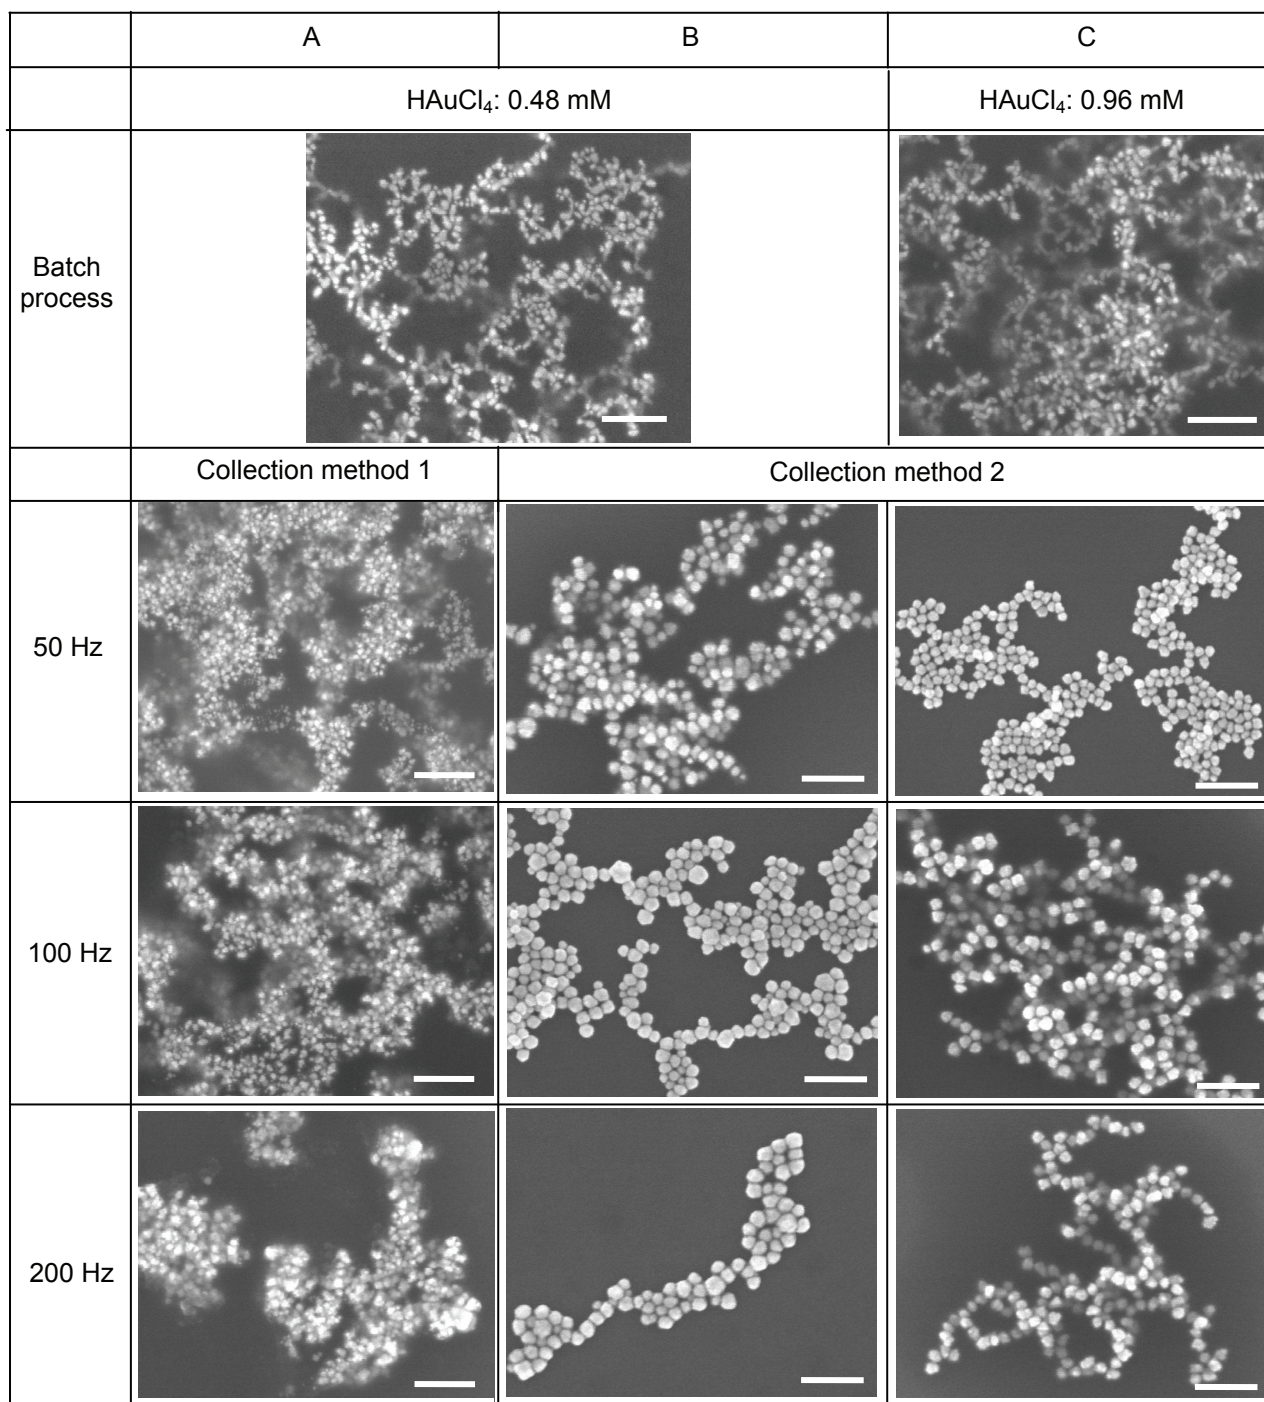 A B C
HAuCl₄: 0.48 mM HAuCl₄: 0.96 mM
Batch
process
Collection method 1 Collection method 2
50 Hz
100 Hz
200 Hz